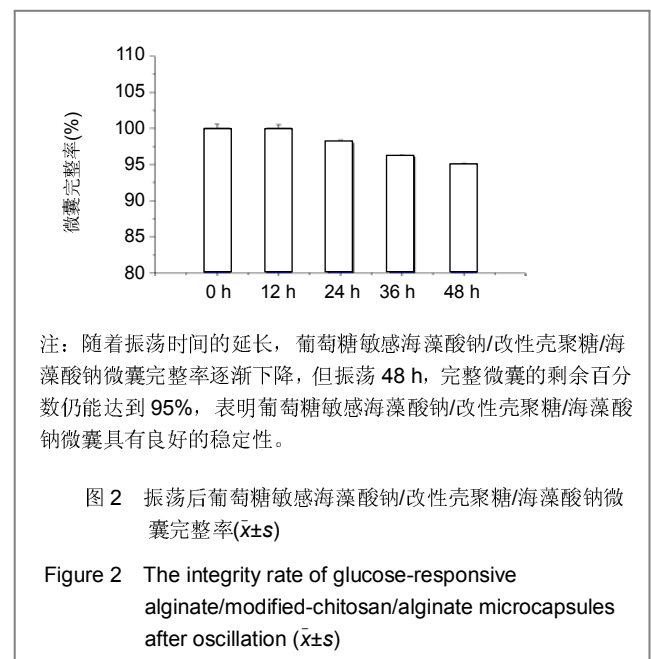 110
105
100
95
90
85
80
微囊完整率(%)
0 h 12 h 24 h 36 h 48 h
注：随着振荡时间的延长，葡萄糖敏感海藻酸钠/改性壳聚糖/海
藻酸钠微囊完整率逐渐下降，但振荡 48 h，完整微囊的剩余百分
数仍能达到 95%，表明葡萄糖敏感海藻酸钠/改性壳聚糖/海藻酸
钠微囊具有良好的稳定性。
图 2 振荡后葡萄糖敏感海藻酸钠/改性壳聚糖/海藻酸钠微
囊完整率(x̄±s)
Figure 2 The integrity rate of glucose-responsive
alginate/modified-chitosan/alginate microcapsules
after oscillation (x̄±s)